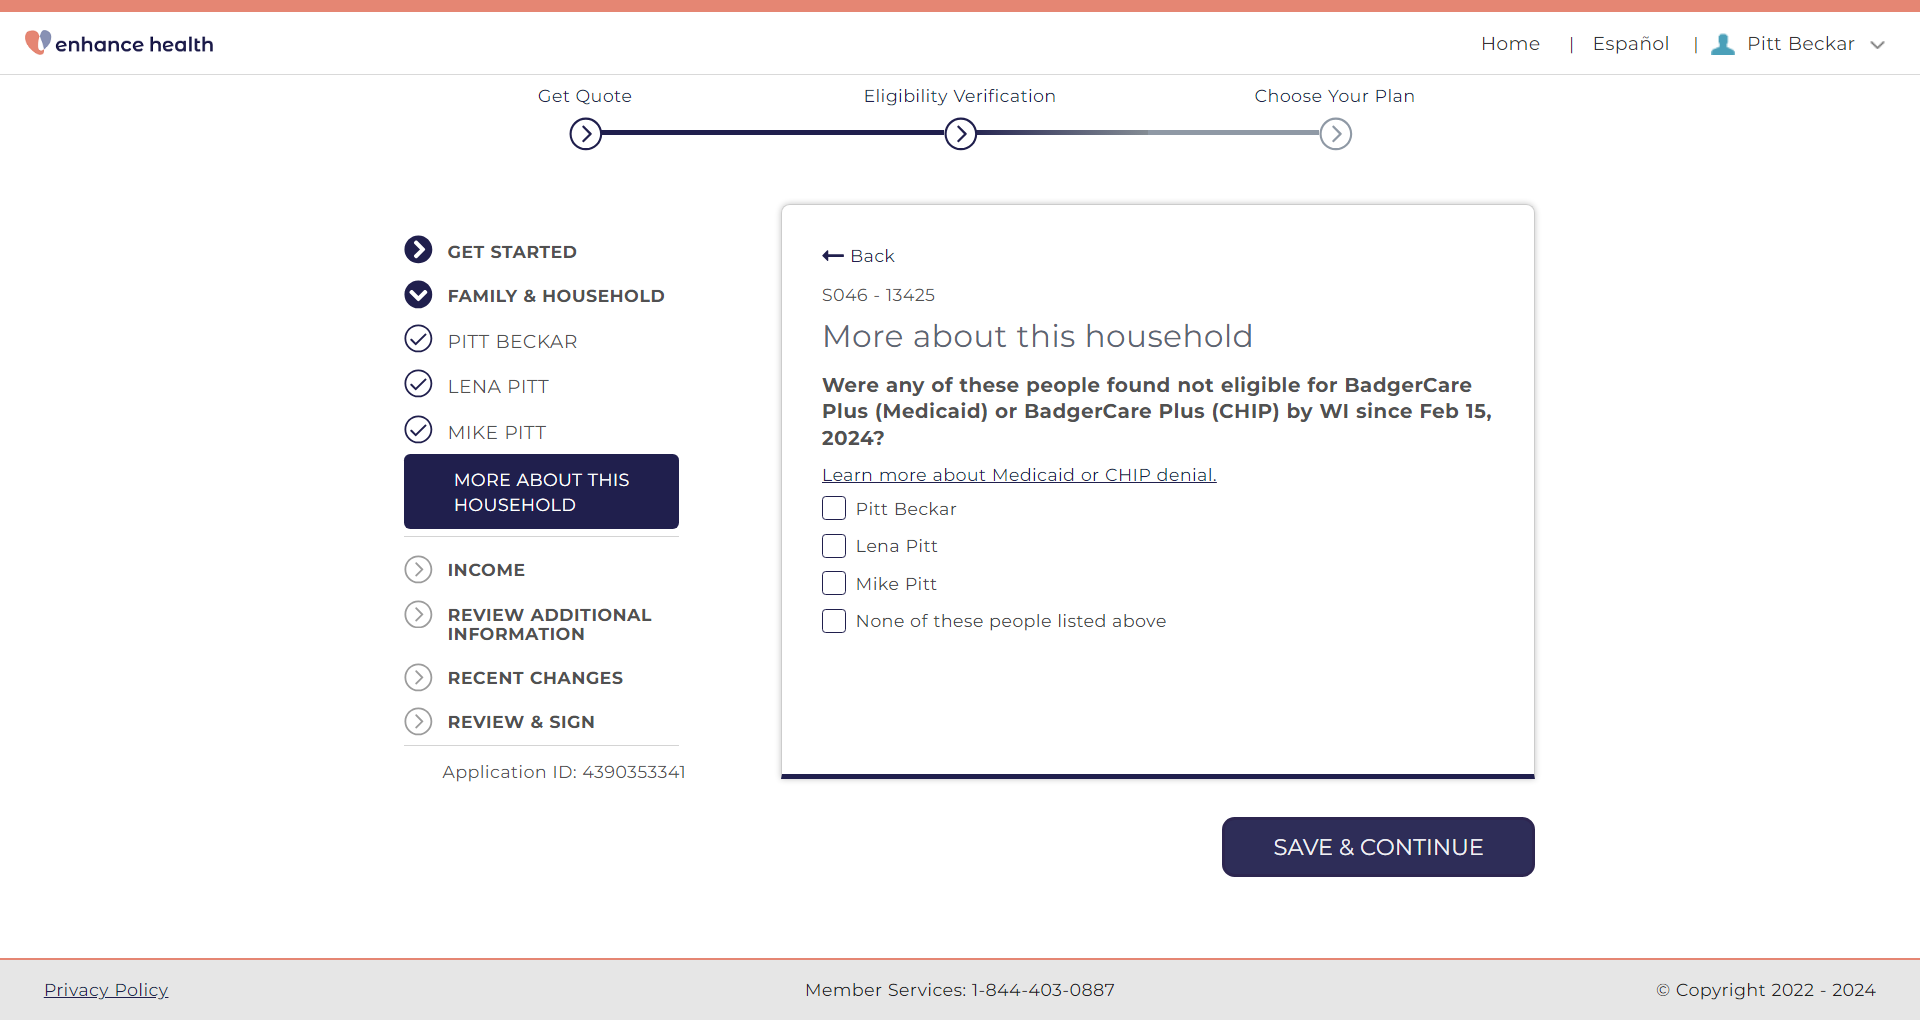 enhance health
Home | Español | Pitt Beckar
Get Quote
Eligibility Verification
Choose Your Plan
GET STARTED
FAMILY & HOUSEHOLD
PITT BECKAR
LENA PITT
MIKE PITT
MORE ABOUT THIS
HOUSEHOLD
INCOME
REVIEW ADDITIONAL
INFORMATION
RECENT CHANGES
REVIEW & SIGN
Application ID: 4390353341
Back
S046 - 13425
More about this household
Were any of these people found not eligible for BadgerCare
Plus (Medicaid) or BadgerCare Plus (CHIP) by WI since Feb 15,
2024?
Learn more about Medicaid or CHIP denial.
Pitt Beckar
Lena Pitt
Mike Pitt
None of these people listed above
SAVE & CONTINUE
Privacy Policy
Member Services: 1-844-403-0887
© Copyright 2022 - 2024